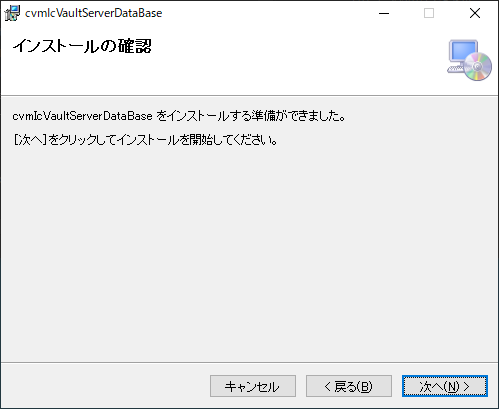 cvmIcVaultServerDataBase
インストールの確認
cvmIcVaultServerDataBase をインストールする準備ができました。
[次へ]をクリックしてインストールを開始してください。
キャンセル
< 戻る(B)
次へ(N) >